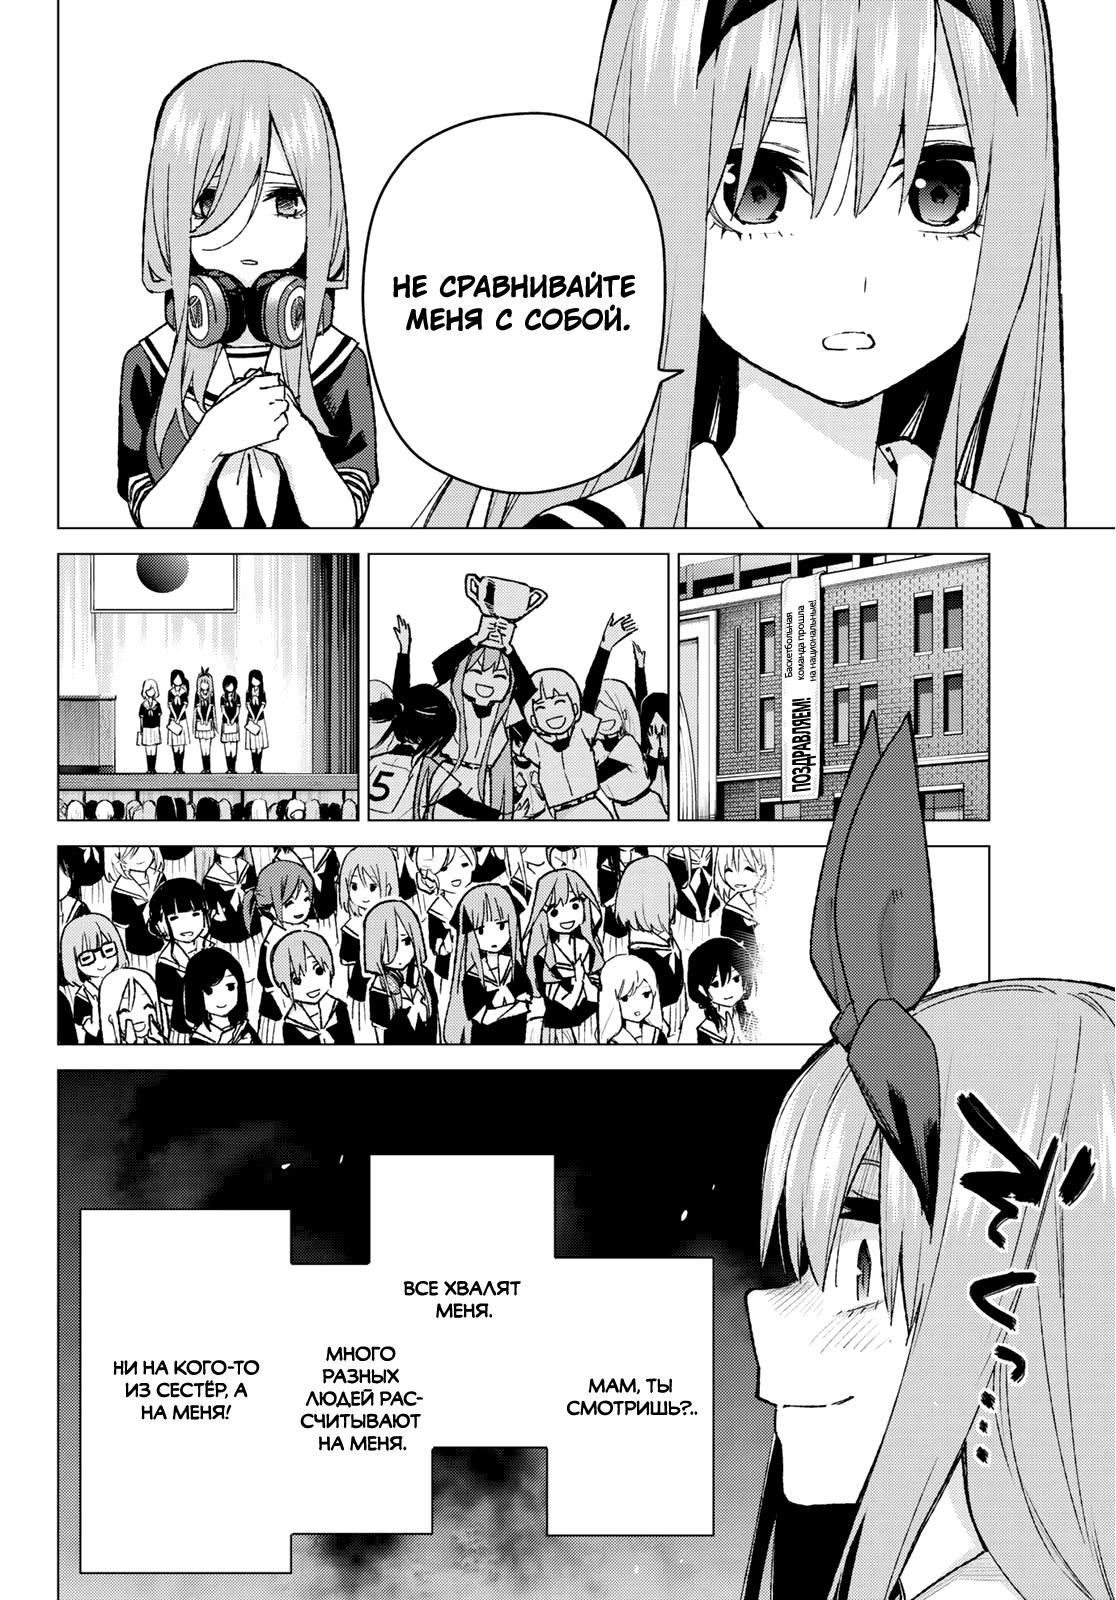 НЕ СРАВНИВАЙТЕ
МЕНЯ С СОБОЙ.
ПОЗДРАВЛЯЕМ!
Баскетбольная
команда прошла
на национальные!
5
МАМ, ТЫ
СМОТРИШЬ?..
ВСЕ ХВАЛЯТ
МЕНЯ.
МНОГО
РАЗНЫХ
ЛЮДЕЙ РАС-
СЧИТЫВАЮТ
НА МЕНЯ.
НИ НА КОГО-ТО
ИЗ СЕСТЁР, А
НА МЕНЯ!